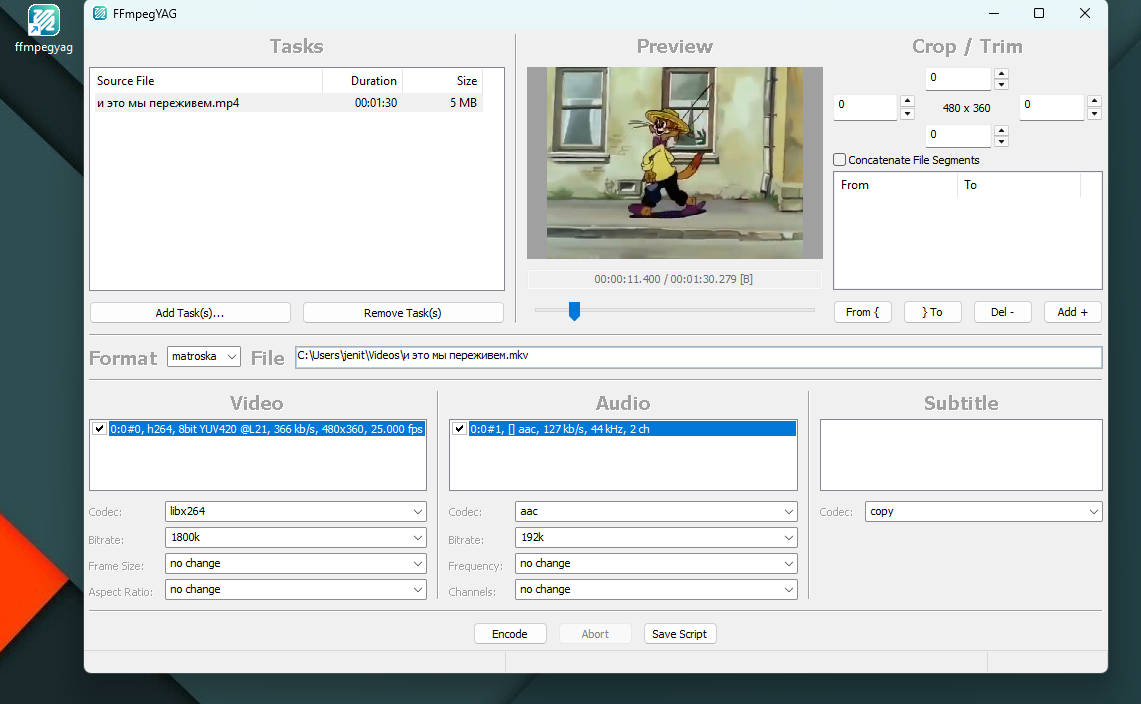 ffmpegyag
FFmpegYAG
Tasks
Source File Duration Size
и это мы переживем.mp4 00:01:30 5 MB
Add Task(s)... Remove Task(s)
Preview
00:00:11.400 / 00:01:30.279 [B]
Crop / Trim
0
0 480 x 360 0
0
Concatenate File Segments
From To
From { } To Del - Add +
Format matroska File C:\Users\jenit\Videos\и это мы переживем.mkv
Video
0:0#0, h264, 8bit YUV420 @L21, 366 kb/s, 480x360, 25.000 fps
Codec: libx264
Bitrate: 1800k
Frame Size: no change
Aspect Ratio: no change
Audio
0:0#1, [] aac, 127 kb/s, 44 kHz, 2 ch
Codec: aac
Bitrate: 192k
Frequency: no change
Channels: no change
Subtitle
Codec: copy
Encode Abort Save Script